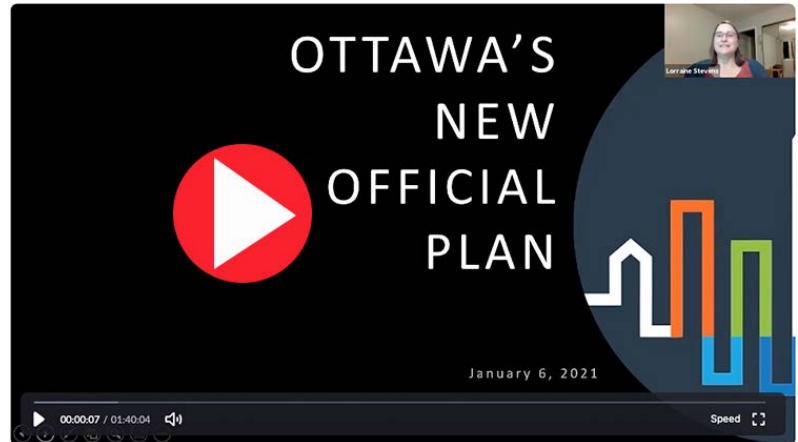 OTTAWA'S
NEW
OFFICIAL
PLAN
Lorraine Stevens
January 6, 2021
00:00:07 / 01:40:04
Speed